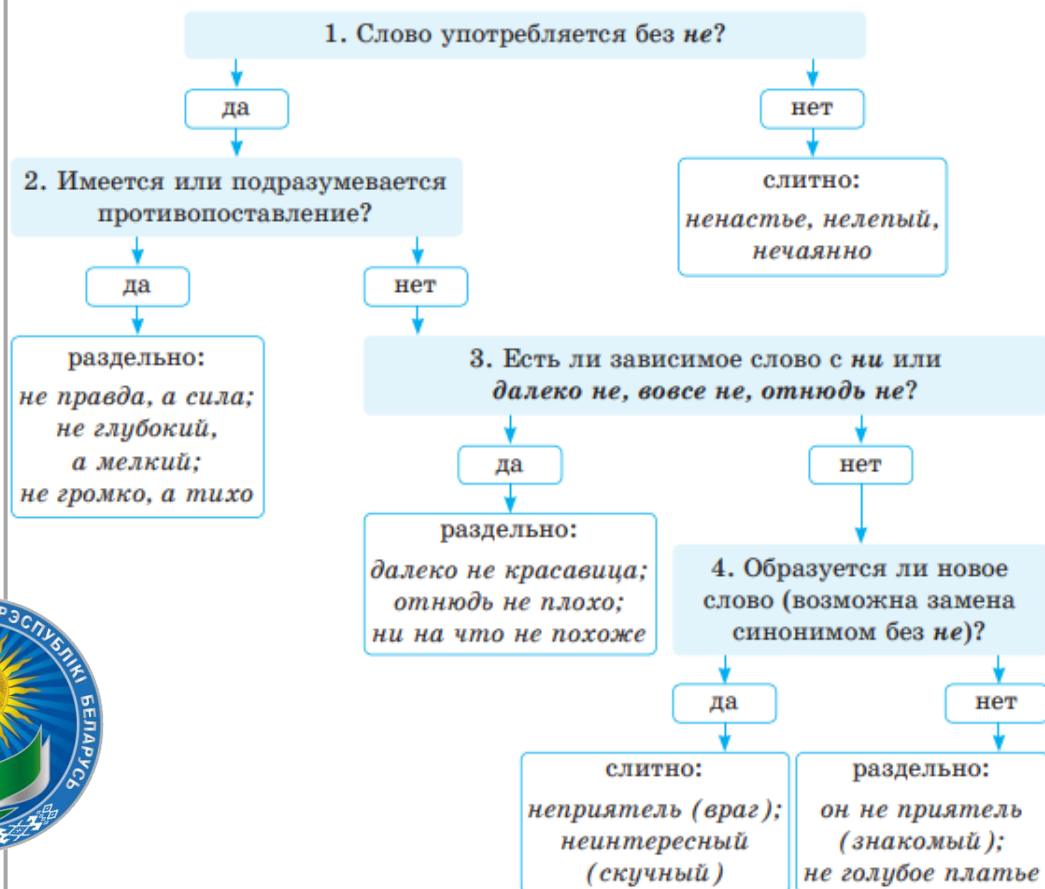 1. Слово употребляется без не?
да
нет
2. Имеется или подразумевается
противопоставление?
слитно:
ненастье, нелепый,
нечаянно
да
нет
раздельно:
не правда, а сила;
не глубокий,
а мелкий;
не громко, а тихо
3. Есть ли зависимое слово с ни или
далеко не, вовсе не, отнюдь не?
да
нет
раздельно:
далеко не красавица;
отнюдь не плохо;
ни на что не похоже
4. Образуется ли новое
слово (возможна замена
синонимом без не)?
да
нет
слитно:
неприятель (враг);
неинтересный
(скучный)
раздельно:
он не приятель
(знакомый);
не голубое платье
РЭСПУБЛІКІ БЕЛАРУСЬ